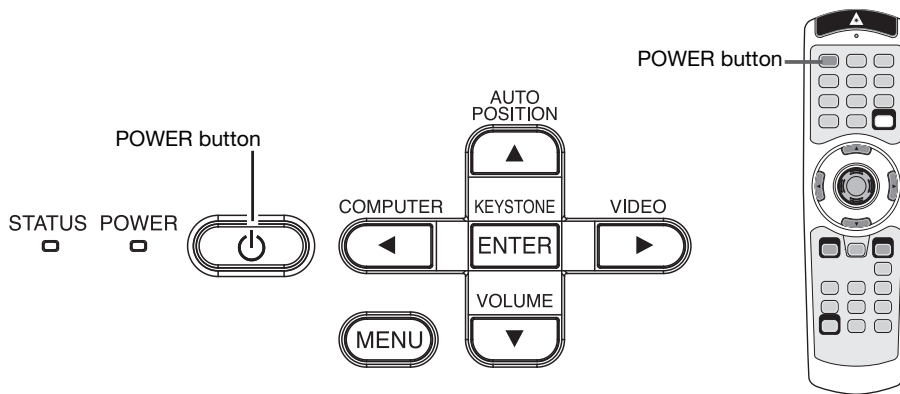 POWER button
AUTO
POSITION
POWER button
STATUS POWER
COMPUTER KEYSTONE VIDEO
ENTER
VOLUME
MENU